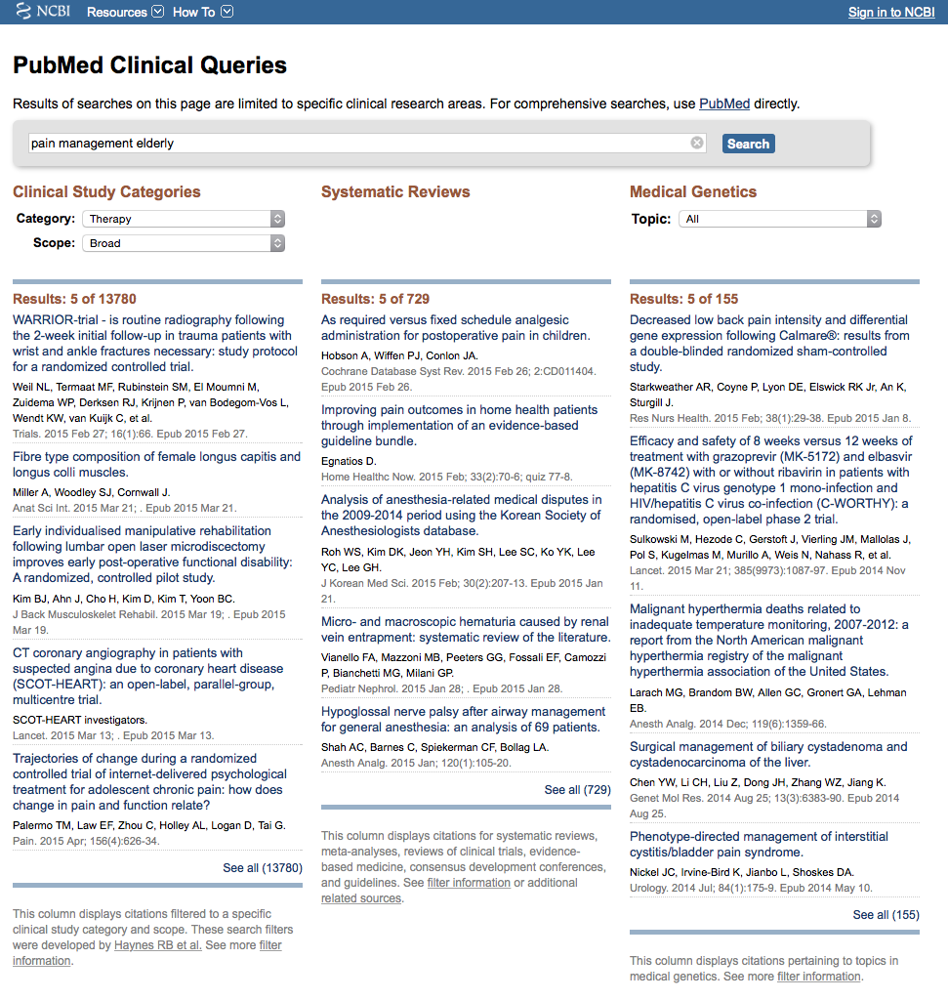 NCBI Resources How To Sign in to NCBI
PubMed Clinical Queries
Results of searches on this page are limited to specific clinical research areas. For comprehensive searches, use PubMed directly.
pain management elderly Search
Clinical Study Categories
Category: Therapy
Scope: Broad
Results: 5 of 13780
WARRIOR-trial - is routine radiography following
the 2-week initial follow-up in trauma patients with
wrist and ankle fractures necessary: study protocol
for a randomized controlled trial.
Weil NL, Termaat MF, Rubinstein SM, El Moumni M,
Zuidema WP, Derksen RJ, Krijnen P, van Bodegom-Vos L,
Wendt KW, van Kuijk C, et al.
Trials. 2015 Feb 27; 16(1):66. Epub 2015 Feb 27.
Fibre type composition of female longus capitis and
longus colli muscles.
Miller A, Woodley SJ, Cornwall J.
Anat Sci Int. 2015 Mar 21; . Epub 2015 Mar 21.
Early individualised manipulative rehabilitation
following lumbar open laser microdiscectomy
improves early post-operative functional disability:
A randomized, controlled pilot study.
Kim BJ, Ahn J, Cho H, Kim D, Kim T, Yoon BC.
J Back Musculoskelet Rehabil. 2015 Mar 19; . Epub 2015
Mar 19.
CT coronary angiography in patients with
suspected angina due to coronary heart disease
(SCOT-HEART): an open-label, parallel-group,
multicentre trial.
SCOT-HEART investigators.
Lancet. 2015 Mar 13; . Epub 2015 Mar 13.
Trajectories of change during a randomized
controlled trial of internet-delivered psychological
treatment for adolescent chronic pain: how does
change in pain and function relate?
Palermo TM, Law EF, Zhou C, Holley AL, Logan D, Tai G.
Pain. 2015 Apr; 156(4):626-34.
See all (13780)
This column displays citations filtered to a specific
clinical study category and scope. These search filters
were developed by Haynes RB et al. See more filter
information.
Systematic Reviews
Results: 5 of 729
As required versus fixed schedule analgesic
administration for postoperative pain in children.
Hobson A, Wiffen PJ, Conlon JA.
Cochrane Database Syst Rev. 2015 Feb 26; 2:CD011404.
Epub 2015 Feb 26.
Improving pain outcomes in home health patients
through implementation of an evidence-based
guideline bundle.
Egnatios D.
Home Healthc Now. 2015 Feb; 33(2):70-6; quiz 77-8.
Analysis of anesthesia-related medical disputes in
the 2009-2014 period using the Korean Society of
Anesthesiologists database.
Roh WS, Kim DK, Jeon YH, Kim SH, Lee SC, Ko YK, Lee
YC, Lee GH.
J Korean Med Sci. 2015 Feb; 30(2):207-13. Epub 2015 Jan
21.
Micro- and macroscopic hematuria caused by renal
vein entrapment: systematic review of the literature.
Vianello FA, Mazzoni MB, Peeters GG, Fossali EF, Camozzi
P, Bianchetti MG, Milani GP.
Pediatr Nephrol. 2015 Jan 28; . Epub 2015 Jan 28.
Hypoglossal nerve palsy after airway management
for general anesthesia: an analysis of 69 patients.
Shah AC, Barnes C, Spiekerman CF, Bollag LA.
Anesth Analg. 2015 Jan; 120(1):105-20.
See all (729)
This column displays citations for systematic reviews,
meta-analyses, reviews of clinical trials, evidence-
based medicine, consensus development conferences,
and guidelines. See filter information or additional
related sources.
Medical Genetics
Topic: All
Results: 5 of 155
Decreased low back pain intensity and differential
gene expression following Calmare®: results from
a double-blinded randomized sham-controlled
study.
Starkweather AR, Coyne P, Lyon DE, Elswick RK Jr, An K,
Sturgill J.
Res Nurs Health. 2015 Feb; 38(1):29-38. Epub 2015 Jan 8.
Efficacy and safety of 8 weeks versus 12 weeks of
treatment with grazoprevir (MK-5172) and elbasvir
(MK-8742) with or without ribavirin in patients with
hepatitis C virus genotype 1 mono-infection and
HIV/hepatitis C virus co-infection (C-WORTHY): a
randomised, open-label phase 2 trial.
Sulkowski M, Hezode C, Gerstoft J, Vierling JM, Mallolas J,
Pol S, Kugelmas M, Murillo A, Weis N, Nahass R, et al.
Lancet. 2015 Mar 21; 385(9973):1087-97. Epub 2014 Nov
11.
Malignant hyperthermia deaths related to
inadequate temperature monitoring, 2007-2012: a
report from the North American malignant
hyperthermia registry of the malignant
hyperthermia association of the United States.
Larach MG, Brandom BW, Allen GC, Gronert GA, Lehman
EB.
Anesth Analg. 2014 Dec; 119(6):1359-66.
Surgical management of biliary cystadenoma and
cystadenocarcinoma of the liver.
Chen YW, Li CH, Liu Z, Dong JH, Zhang WZ, Jiang K.
Genet Mol Res. 2014 Aug 25; 13(3):6383-90. Epub 2014
Aug 25.
Phenotype-directed management of interstitial
cystitis/bladder pain syndrome.
Nickel JC, Irvine-Bird K, Jianbo L, Shoskes DA.
Urology. 2014 Jul; 84(1):175-9. Epub 2014 May 10.
See all (155)
This column displays citations pertaining to topics in
medical genetics. See more filter information.